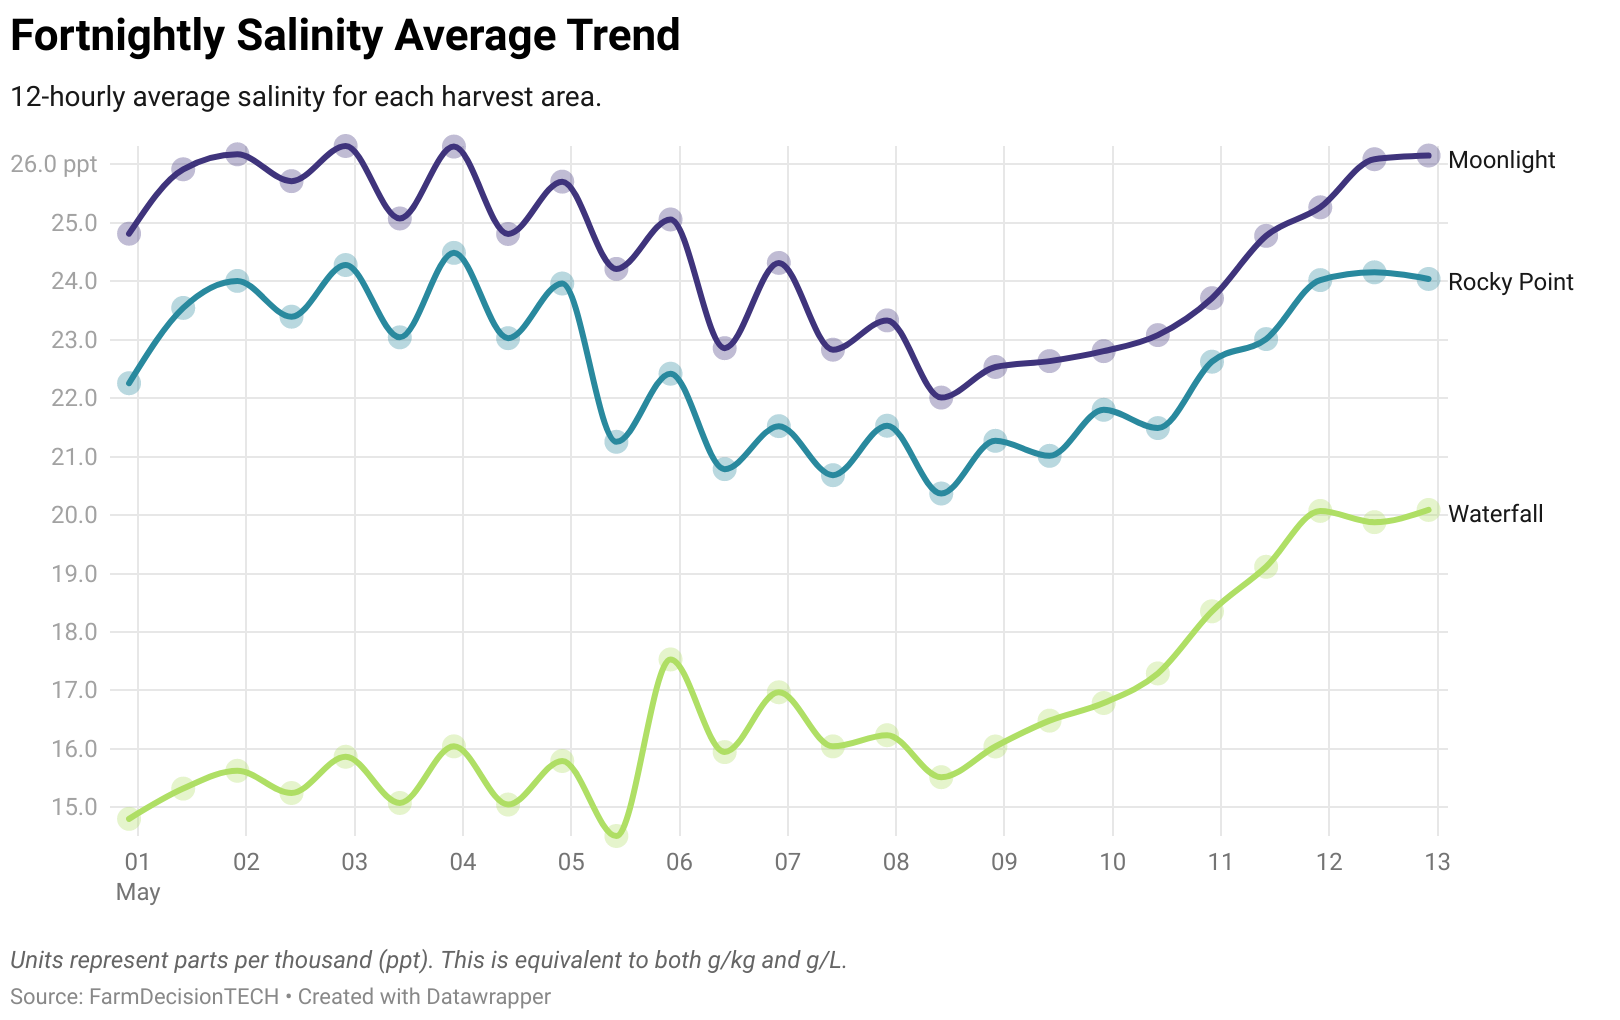 Fortnightly Salinity Average Trend
12-hourly average salinity for each harvest area.
26.0 ppt
25.0
24.0
23.0
22.0
21.0
20.0
19.0
18.0
17.0
16.0
15.0
Moonlight
Rocky Point
Waterfall
01 02 03 04 05 06 07 08 09 10 11 12 13
May
Units represent parts per thousand (ppt). This is equivalent to both g/kg and g/L.
Source: FarmDecisionTECH • Created with Datawrapper